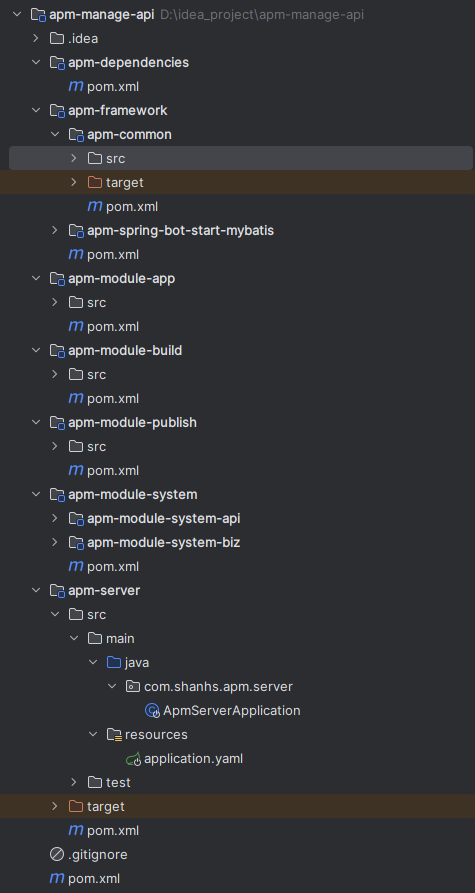 apm-manage-api D:\idea_project\apm-manage-api
.idea
apm-dependencies
pom.xml
apm-framework
apm-common
src
target
pom.xml
apm-spring-bot-start-mybatis
pom.xml
apm-module-app
src
pom.xml
apm-module-build
src
pom.xml
apm-module-publish
src
pom.xml
apm-module-system
apm-module-system-api
apm-module-system-biz
pom.xml
apm-server
src
main
java
com.shanhs.apm.server
ApmServerApplication
resources
application.yaml
test
target
pom.xml
.gitignore
pom.xml